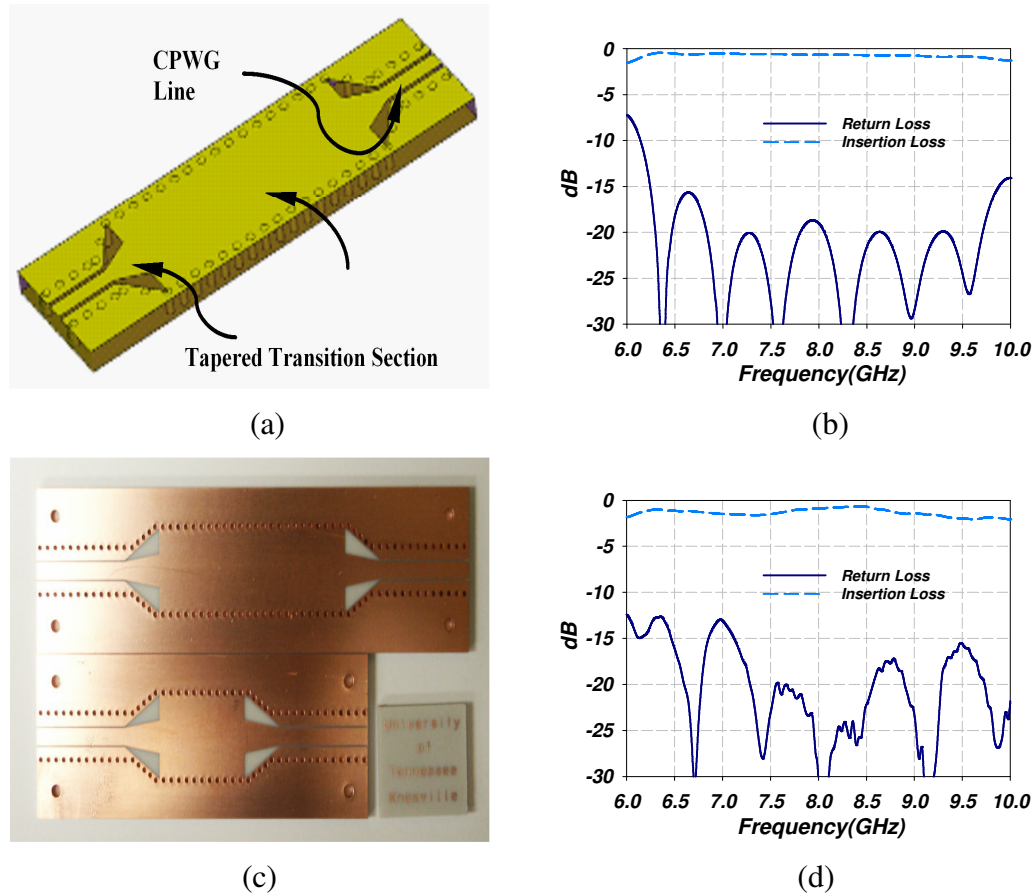 CPWG
Line
Tapered Transition Section
(a)
0
-5
-10
-15
-20
-25
-30
dB
Return Loss
Insertion Loss
6.0 6.5 7.0 7.5 8.0 8.5 9.0 9.5 10.0
Frequency(GHz)
(b)
University
of
Tennessee
Knoxville
(c)
0
-5
-10
-15
-20
-25
-30
dB
Return Loss
Insertion Loss
6.0 6.5 7.0 7.5 8.0 8.5 9.0 9.5 10.0
Frequency(GHz)
(d)